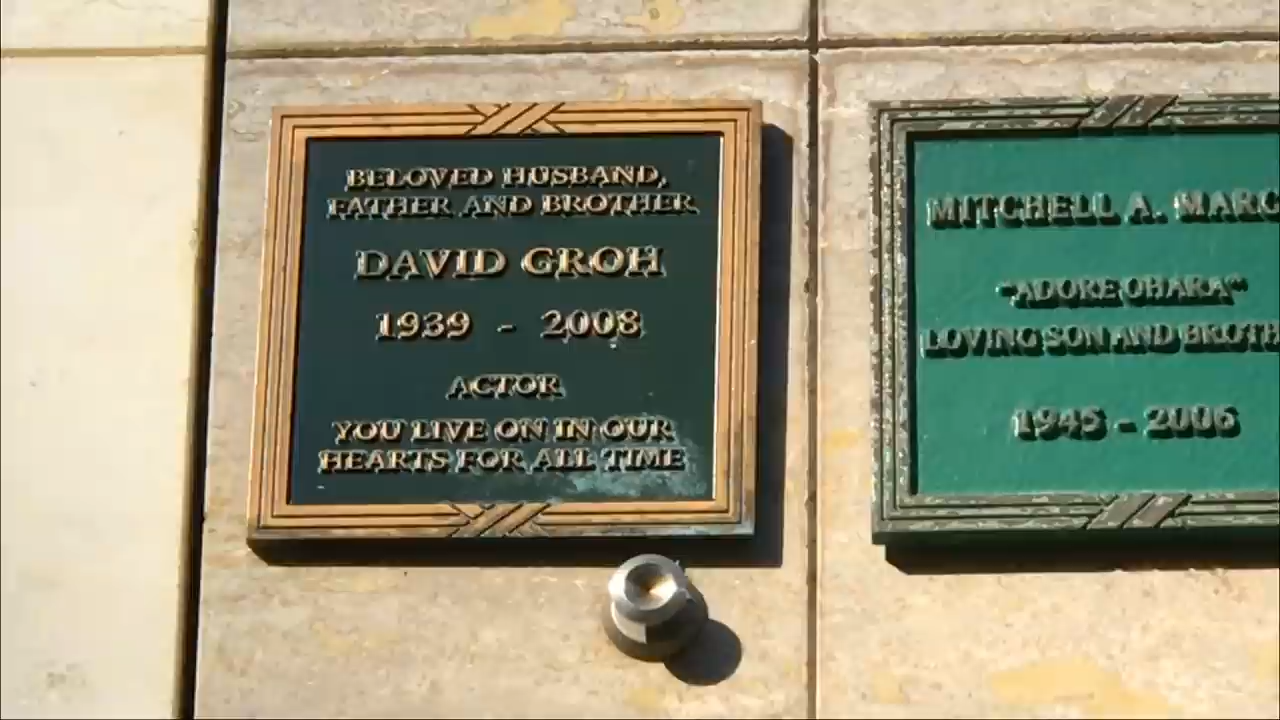 BELOVED HUSBAND,
FATHER AND BROTHER
DAVID GROH
1939 - 2008
ACTOR
YOU LIVE ON IN OUR
HEARTS FOR ALL TIME
MITCHELL A.
"ADORE OHARA"
LOVING SON AND
1945 - 2006